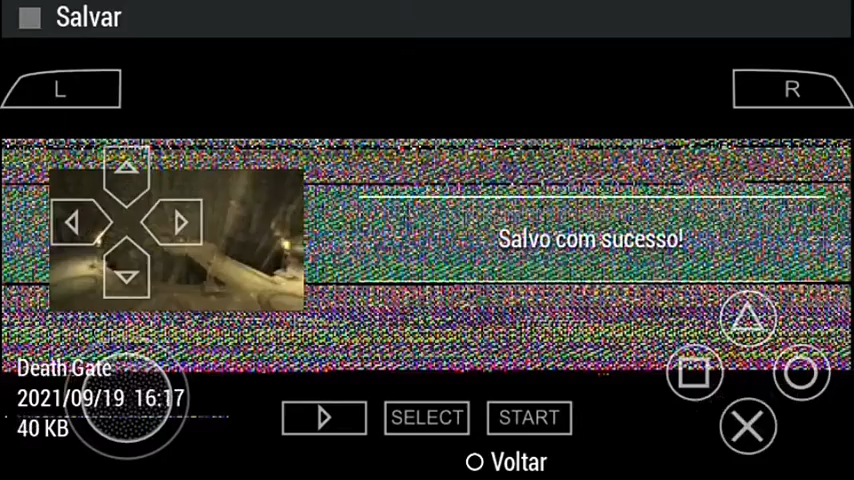 Salvar
L
R
Salvo com sucesso!
Death Gate
2021/09/19 16:17
40 KB
SELECT
START
Voltar